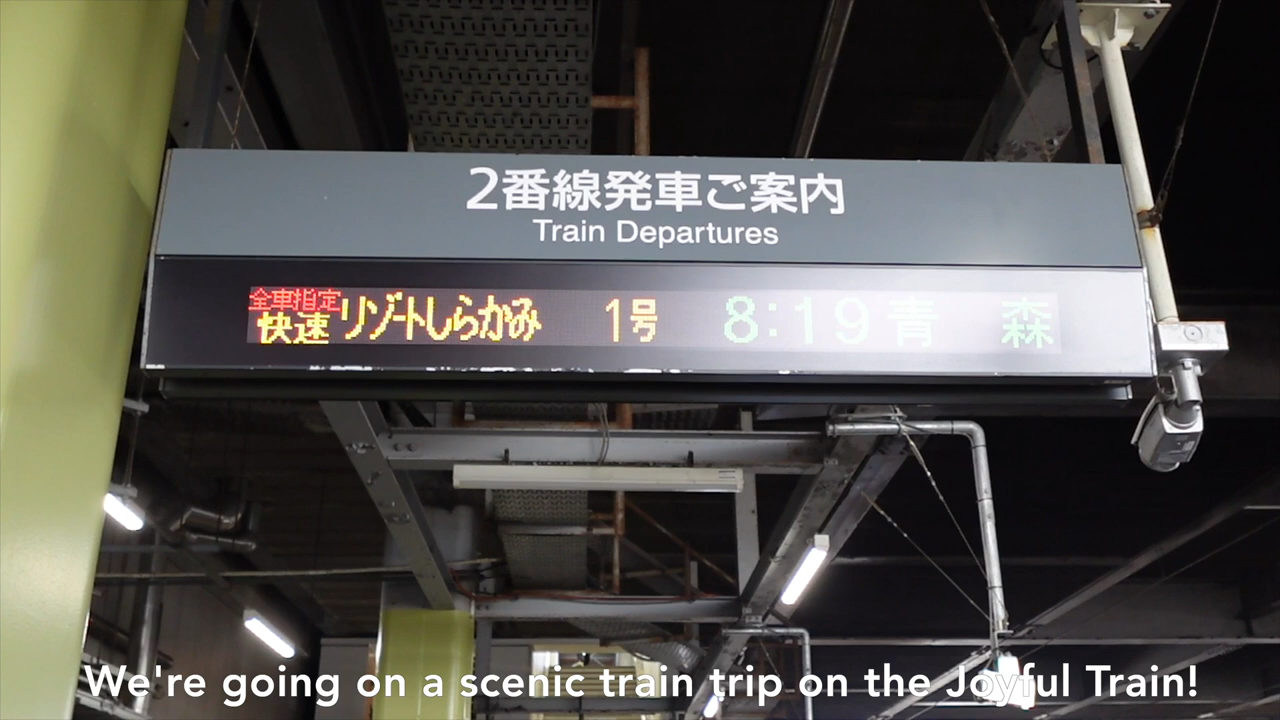 2番線発車ご案内
Train Departures
全車指定
快速 リゾートしらかみ 1号 8:19 青 森
We're going on a scenic train trip on the Joyful Train!